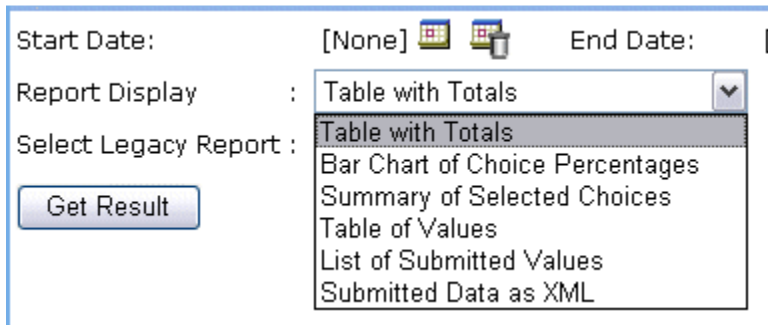 Start Date: [None] End Date: [
Report Display : Table with Totals
Select Legacy Report :
Table with Totals
Bar Chart of Choice Percentages
Summary of Selected Choices
Table of Values
List of Submitted Values
Submitted Data as XML
Get Result